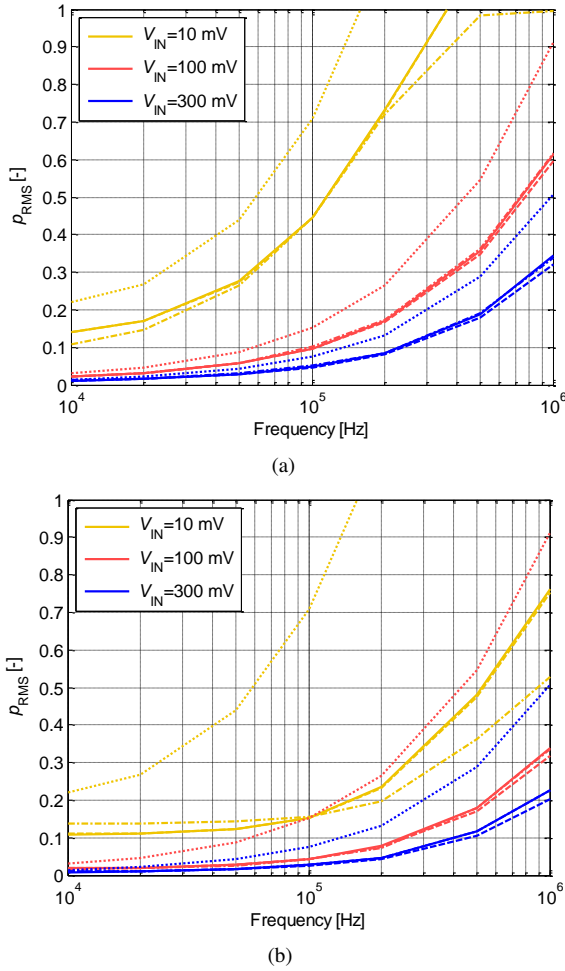 1
0.9
0.8
0.7
0.6
0.5
0.4
0.3
0.2
0.1
0
p_RMS [-]
V_IN=10 mV
V_IN=100 mV
V_IN=300 mV
10^4
10^5
10^6
Frequency [Hz]
(a)
1
0.9
0.8
0.7
0.6
0.5
0.4
0.3
0.2
0.1
0
p_RMS [-]
V_IN=10 mV
V_IN=100 mV
V_IN=300 mV
10^4
10^5
10^6
Frequency [Hz]
(b)